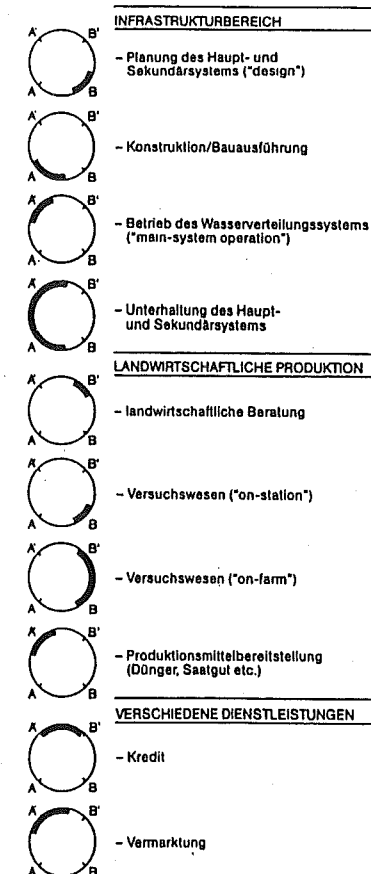 INFRASTRUKTURBEREICH
A' B'
– Planung des Haupt- und
Sekundärsystems ("design")
A B
A' B'
– Konstruktion/Bauausführung
A B
A' B'
– Betrieb des Wasserverteilungssystems
("main-system operation")
A B
A' B'
– Unterhaltung des Haupt-
und Sekundärsystems
A B
LANDWIRTSCHAFTLICHE PRODUKTION
A' B'
– landwirtschaftliche Beratung
A B
A' B'
– Versuchswesen ("on-station")
A B
A' B'
– Versuchswesen ("on-farm")
A B
A' B'
– Produktionsmittelbereitstellung
(Dünger, Saatgut etc.)
A B
VERSCHIEDENE DIENSTLEISTUNGEN
A' B'
– Kredit
A B
A' B'
– Vermarktung
A B